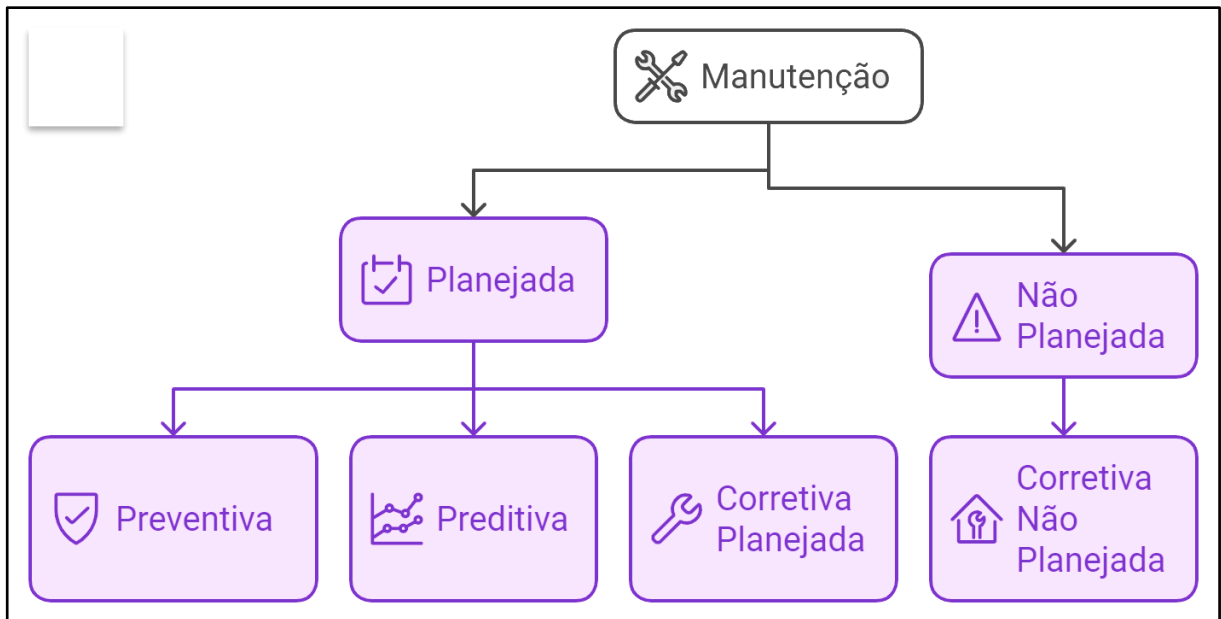 Manutenção
Planejada
Não
Planejada
Preventiva
Preditiva
Corretiva
Planejada
Corretiva
Não
Planejada